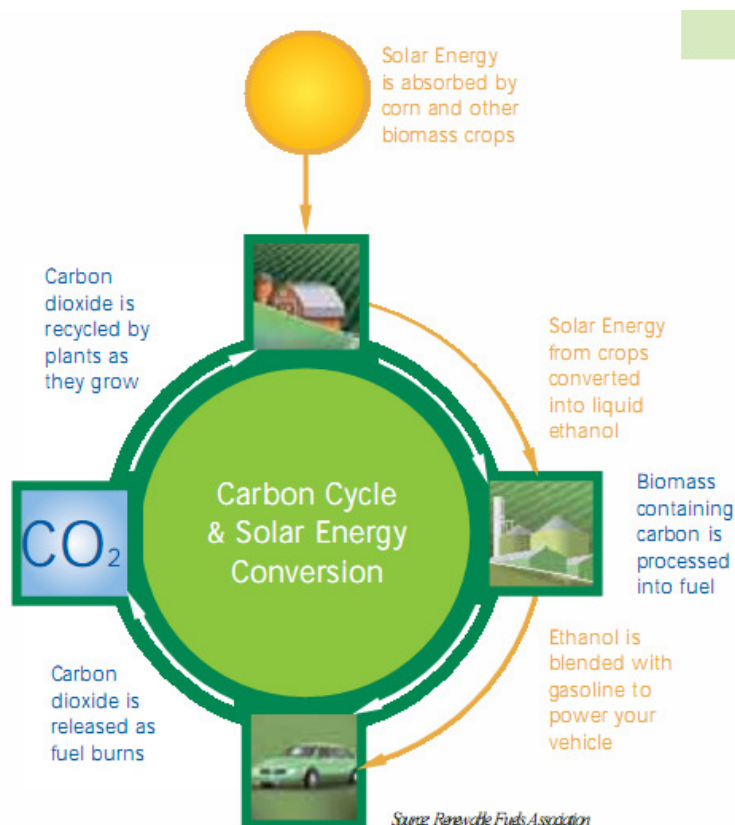 Solar Energy
is absorbed by
corn and other
biomass crops
Carbon
dioxide is
recycled by
plants as
they grow
Solar Energy
from crops
converted
into liquid
ethanol
Carbon Cycle
& Solar Energy
Conversion
CO₂
Biomass
containing
carbon is
processed
into fuel
Carbon
dioxide is
released as
fuel burns
Ethanol is
blended with
gasoline to
power your
vehicle
Source: Renewable Fuels Association